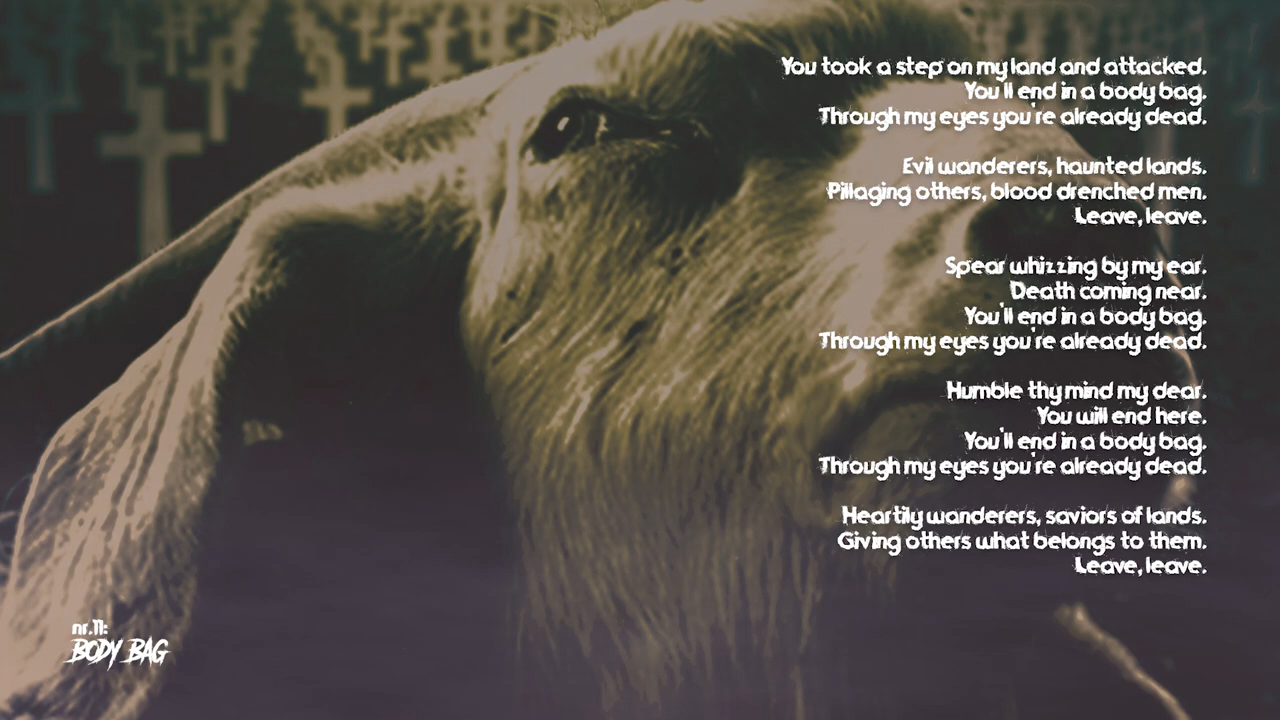 You took a step on my land and attacked.
You'll end in a body bag.
Through my eyes you're already dead.
Evil wanderers, haunted lands.
Pillaging others, blood drenched men.
Leave, leave.
Spear whizzing by my ear.
Death coming near.
You'll end in a body bag.
Through my eyes you're already dead.
Humble thy mind my dear.
You will end here.
You'll end in a body bag.
Through my eyes you're already dead.
Heartily wanderers, saviors of lands.
Giving others what belongs to them.
Leave, leave.
nr.11:
BODY BAG